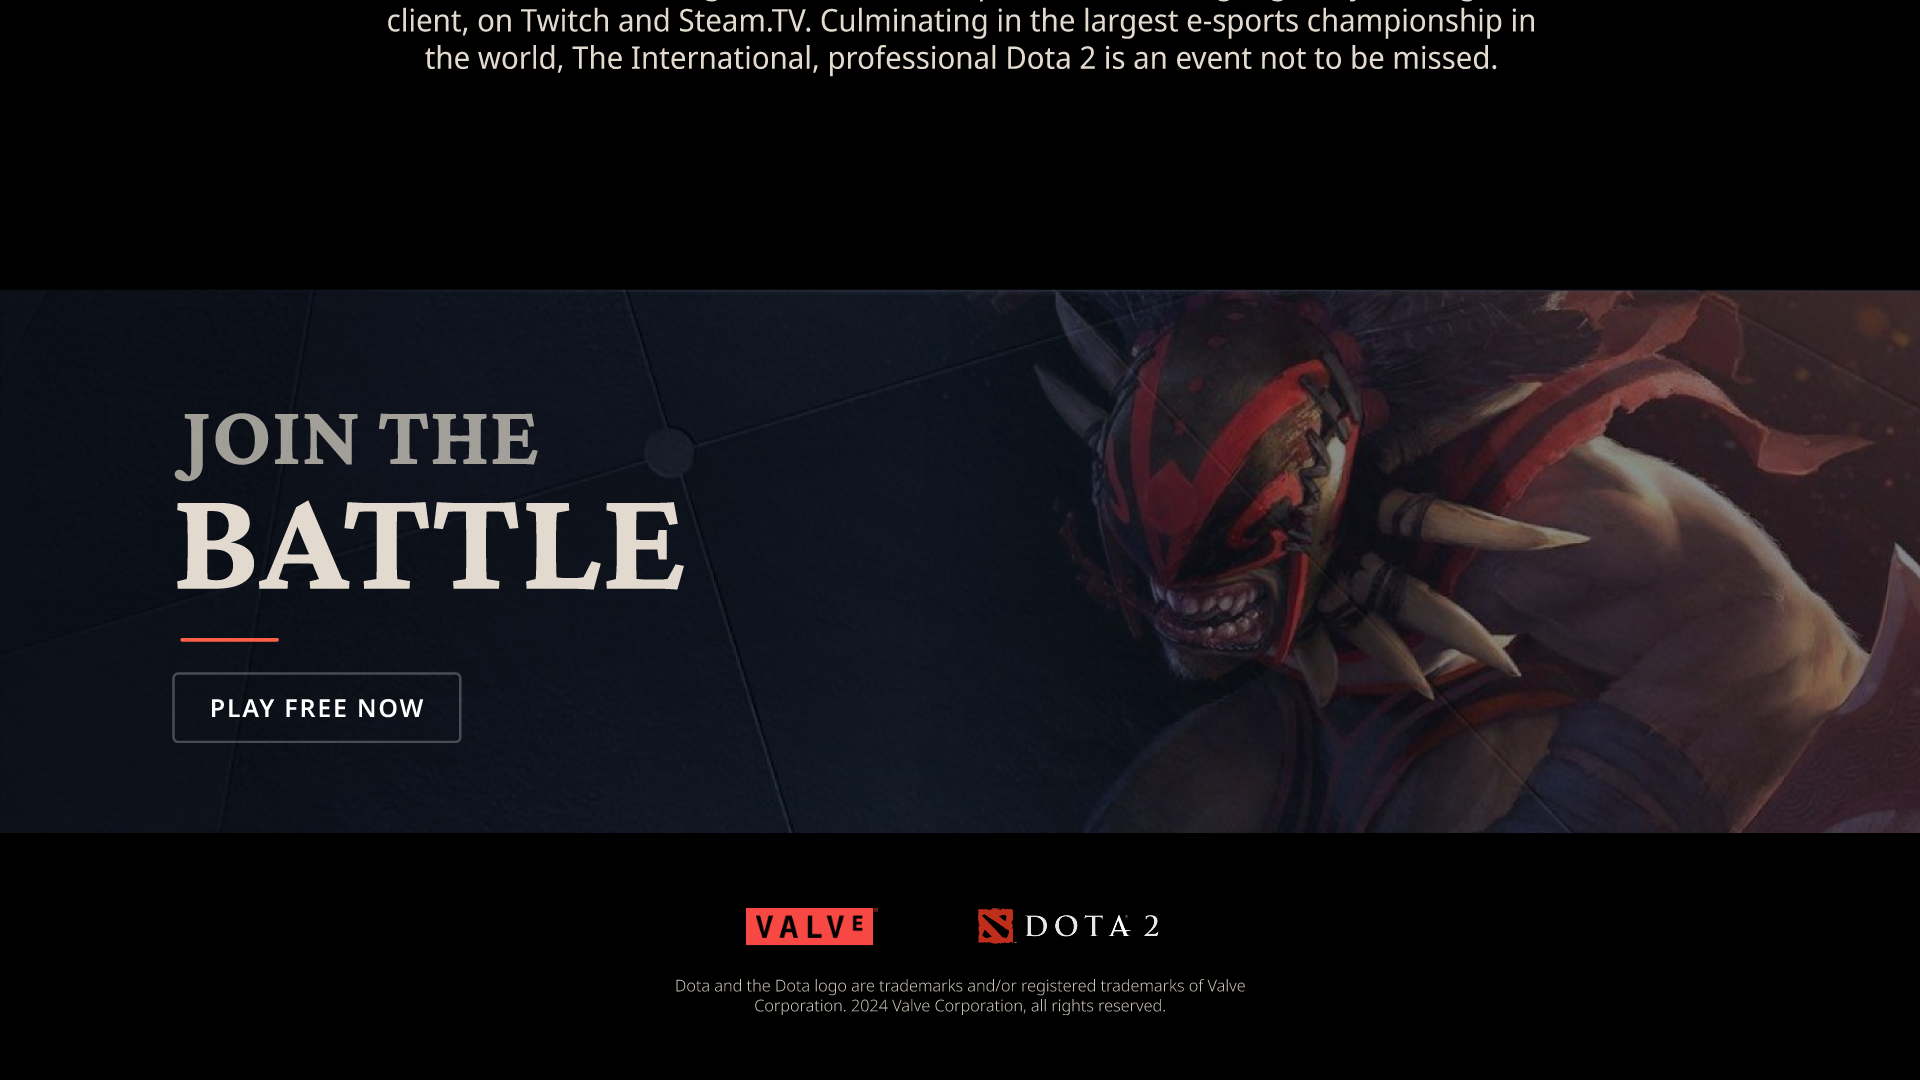 client, on Twitch and Steam.TV. Culminating in the largest e-sports championship in
the world, The International, professional Dota 2 is an event not to be missed.
JOIN THE
BATTLE
PLAY FREE NOW
VALVE
DOTA 2
Dota and the Dota logo are trademarks and/or registered trademarks of Valve
Corporation. 2024 Valve Corporation, all rights reserved.